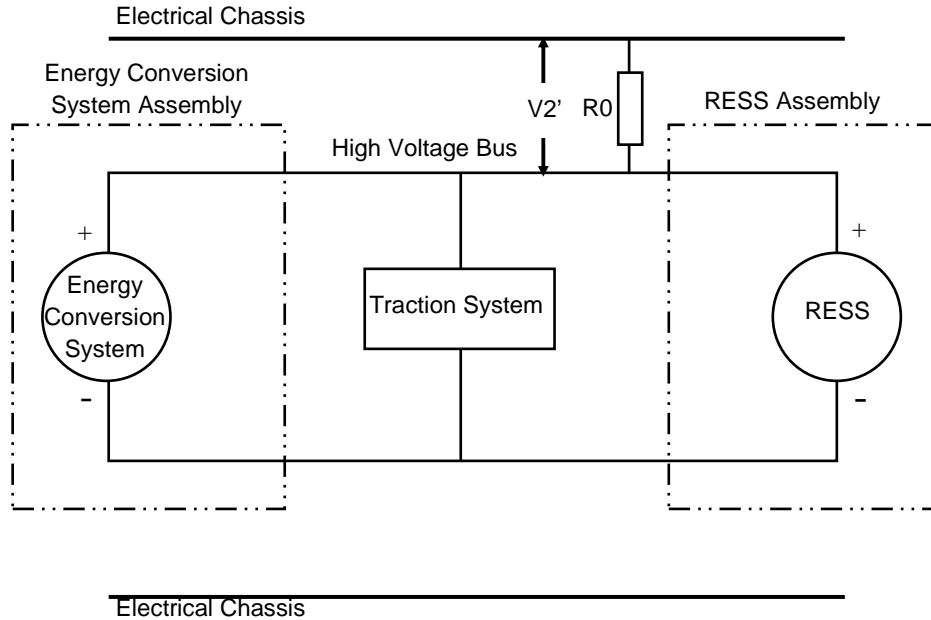 Electrical Chassis
Energy Conversion
System Assembly
V2’
R0
RESS Assembly
High Voltage Bus
+
+
Energy
Conversion
System
Traction System
RESS
-
-
Electrical Chassis